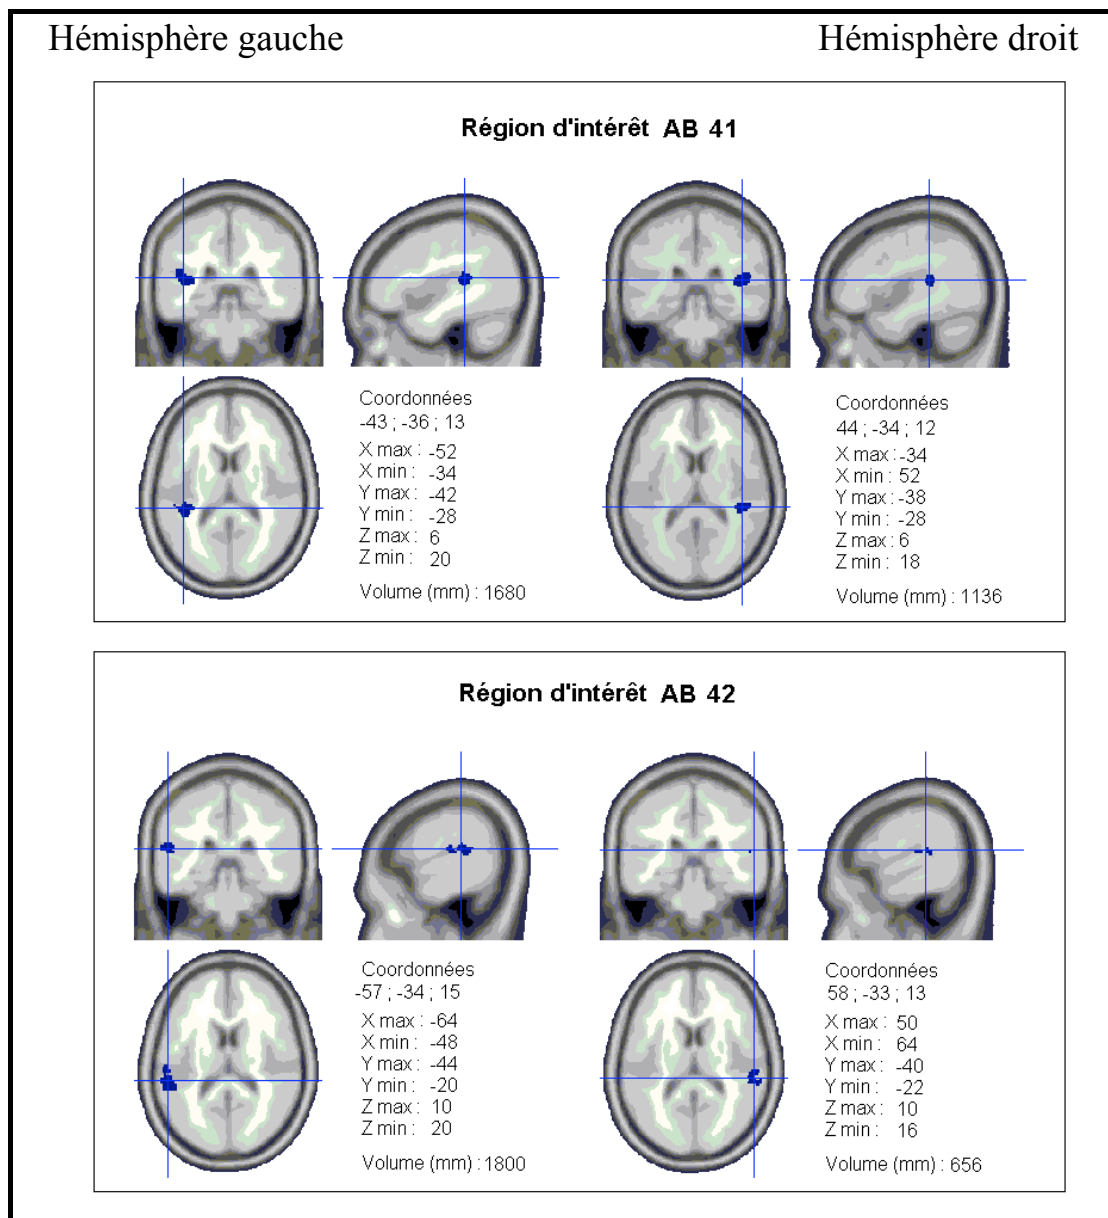 Hémisphère gauche
Hémisphère droit
Région d'intérêt AB 41
Coordonnées
-43 ; -36 ; 13
X max : -52
X min : -34
Y max : -42
Y min : -28
Z max : 6
Z min : 20
Volume (mm) : 1680
Coordonnées
44 ; -34 ; 12
X max : -34
X min : 52
Y max : -38
Y min : -28
Z max : 6
Z min : 18
Volume (mm) : 1136
Région d'intérêt AB 42
Coordonnées
-57 ; -34 ; 15
X max : -64
X min : -48
Y max : -44
Y min : -20
Z max : 10
Z min : 20
Volume (mm) : 1800
Coordonnées
58 ; -33 ; 13
X max : 50
X min : 64
Y max : -40
Y min : -22
Z max : 10
Z min : 16
Volume (mm) : 656